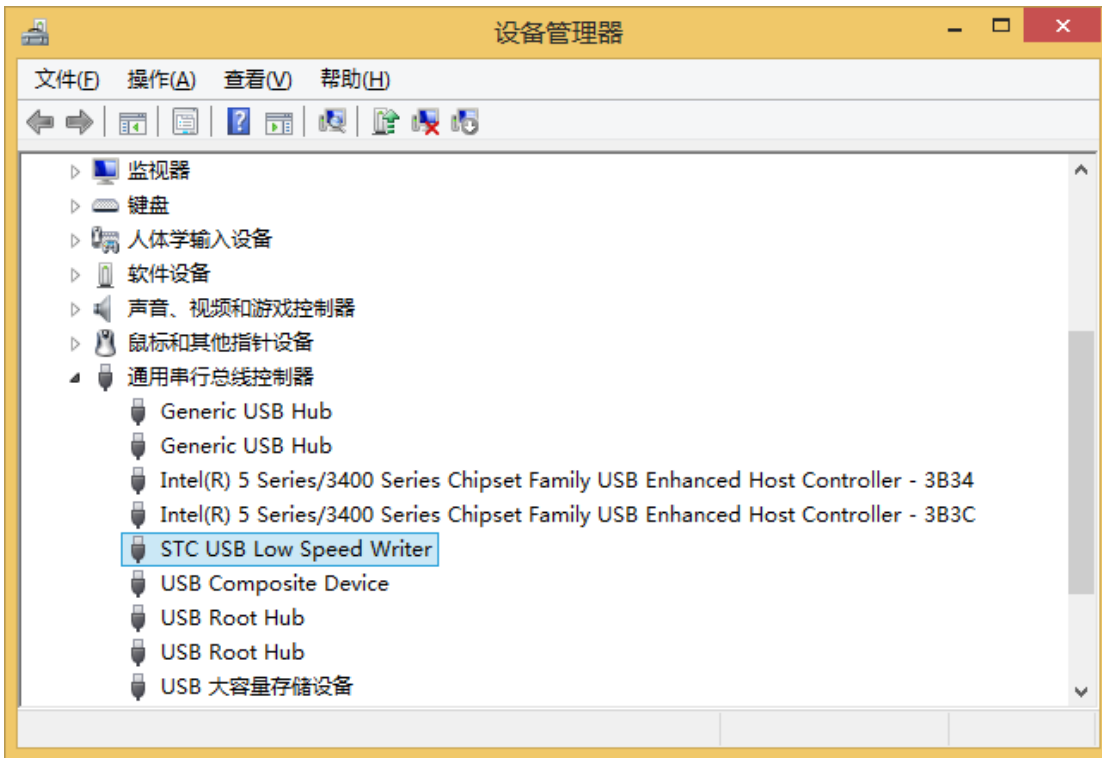 设备管理器
文件(F) 操作(A) 查看(V) 帮助(H)
监视器
键盘
人体学输入设备
软件设备
声音、视频和游戏控制器
鼠标和其他指针设备
通用串行总线控制器
Generic USB Hub
Generic USB Hub
Intel(R) 5 Series/3400 Series Chipset Family USB Enhanced Host Controller - 3B34
Intel(R) 5 Series/3400 Series Chipset Family USB Enhanced Host Controller - 3B3C
STC USB Low Speed Writer
USB Composite Device
USB Root Hub
USB Root Hub
USB 大容量存储设备